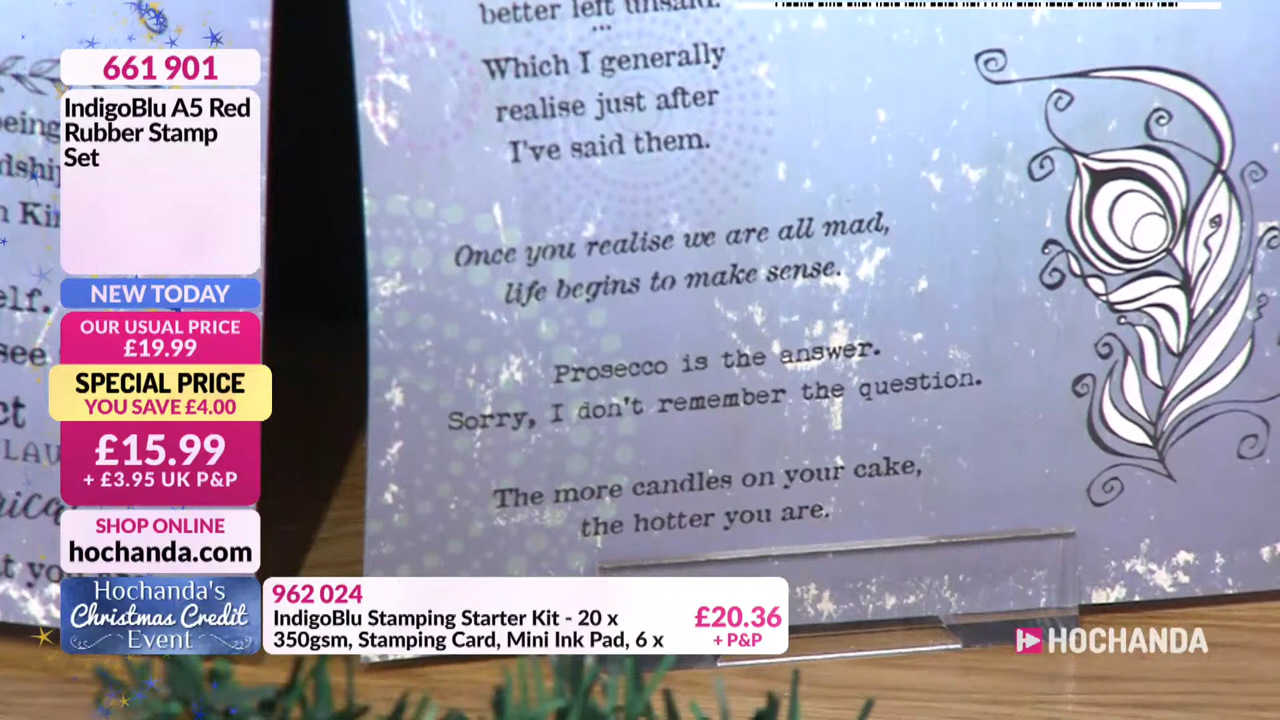 661 901
IndigoBlu A5 Red
Rubber Stamp
Set
NEW TODAY
OUR USUAL PRICE
£19.99
SPECIAL PRICE
YOU SAVE £4.00
£15.99
+ £3.95 UK P&P
SHOP ONLINE
hochanda.com
Hochanda's
Christmas Credit
Event
962 024
IndigoBlu Stamping Starter Kit - 20 x
350gsm, Stamping Card, Mini Ink Pad, 6 x
£20.36
+ P&P
HOCHANDA
better left unsaid.
...
Which I generally
realise just after
I've said them.
Once you realise we are all mad,
life begins to make sense.
Prosecco is the answer.
Sorry, I don't remember the question.
The more candles on your cake,
the hotter you are.
see